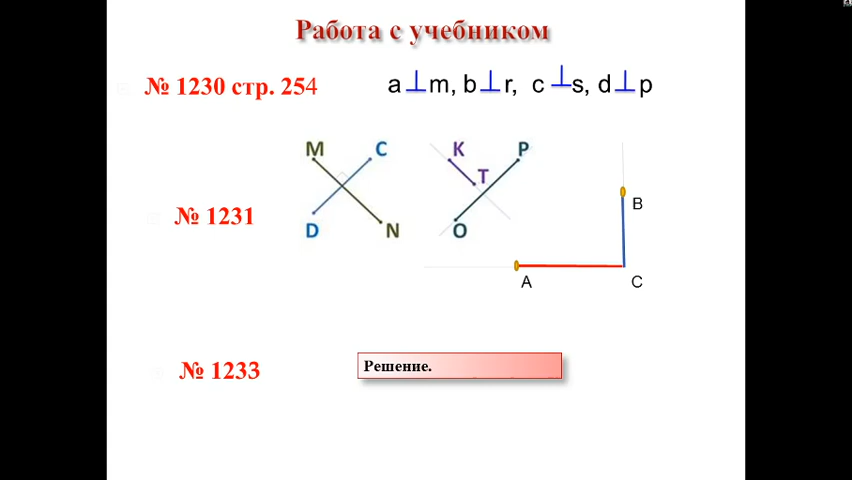 Работа с учебником
№ 1230 стр. 254
a⊥m, b⊥r, c⊥s, d⊥p
№ 1231
M C K P
T
D N O
B
A C
№ 1233
Решение.